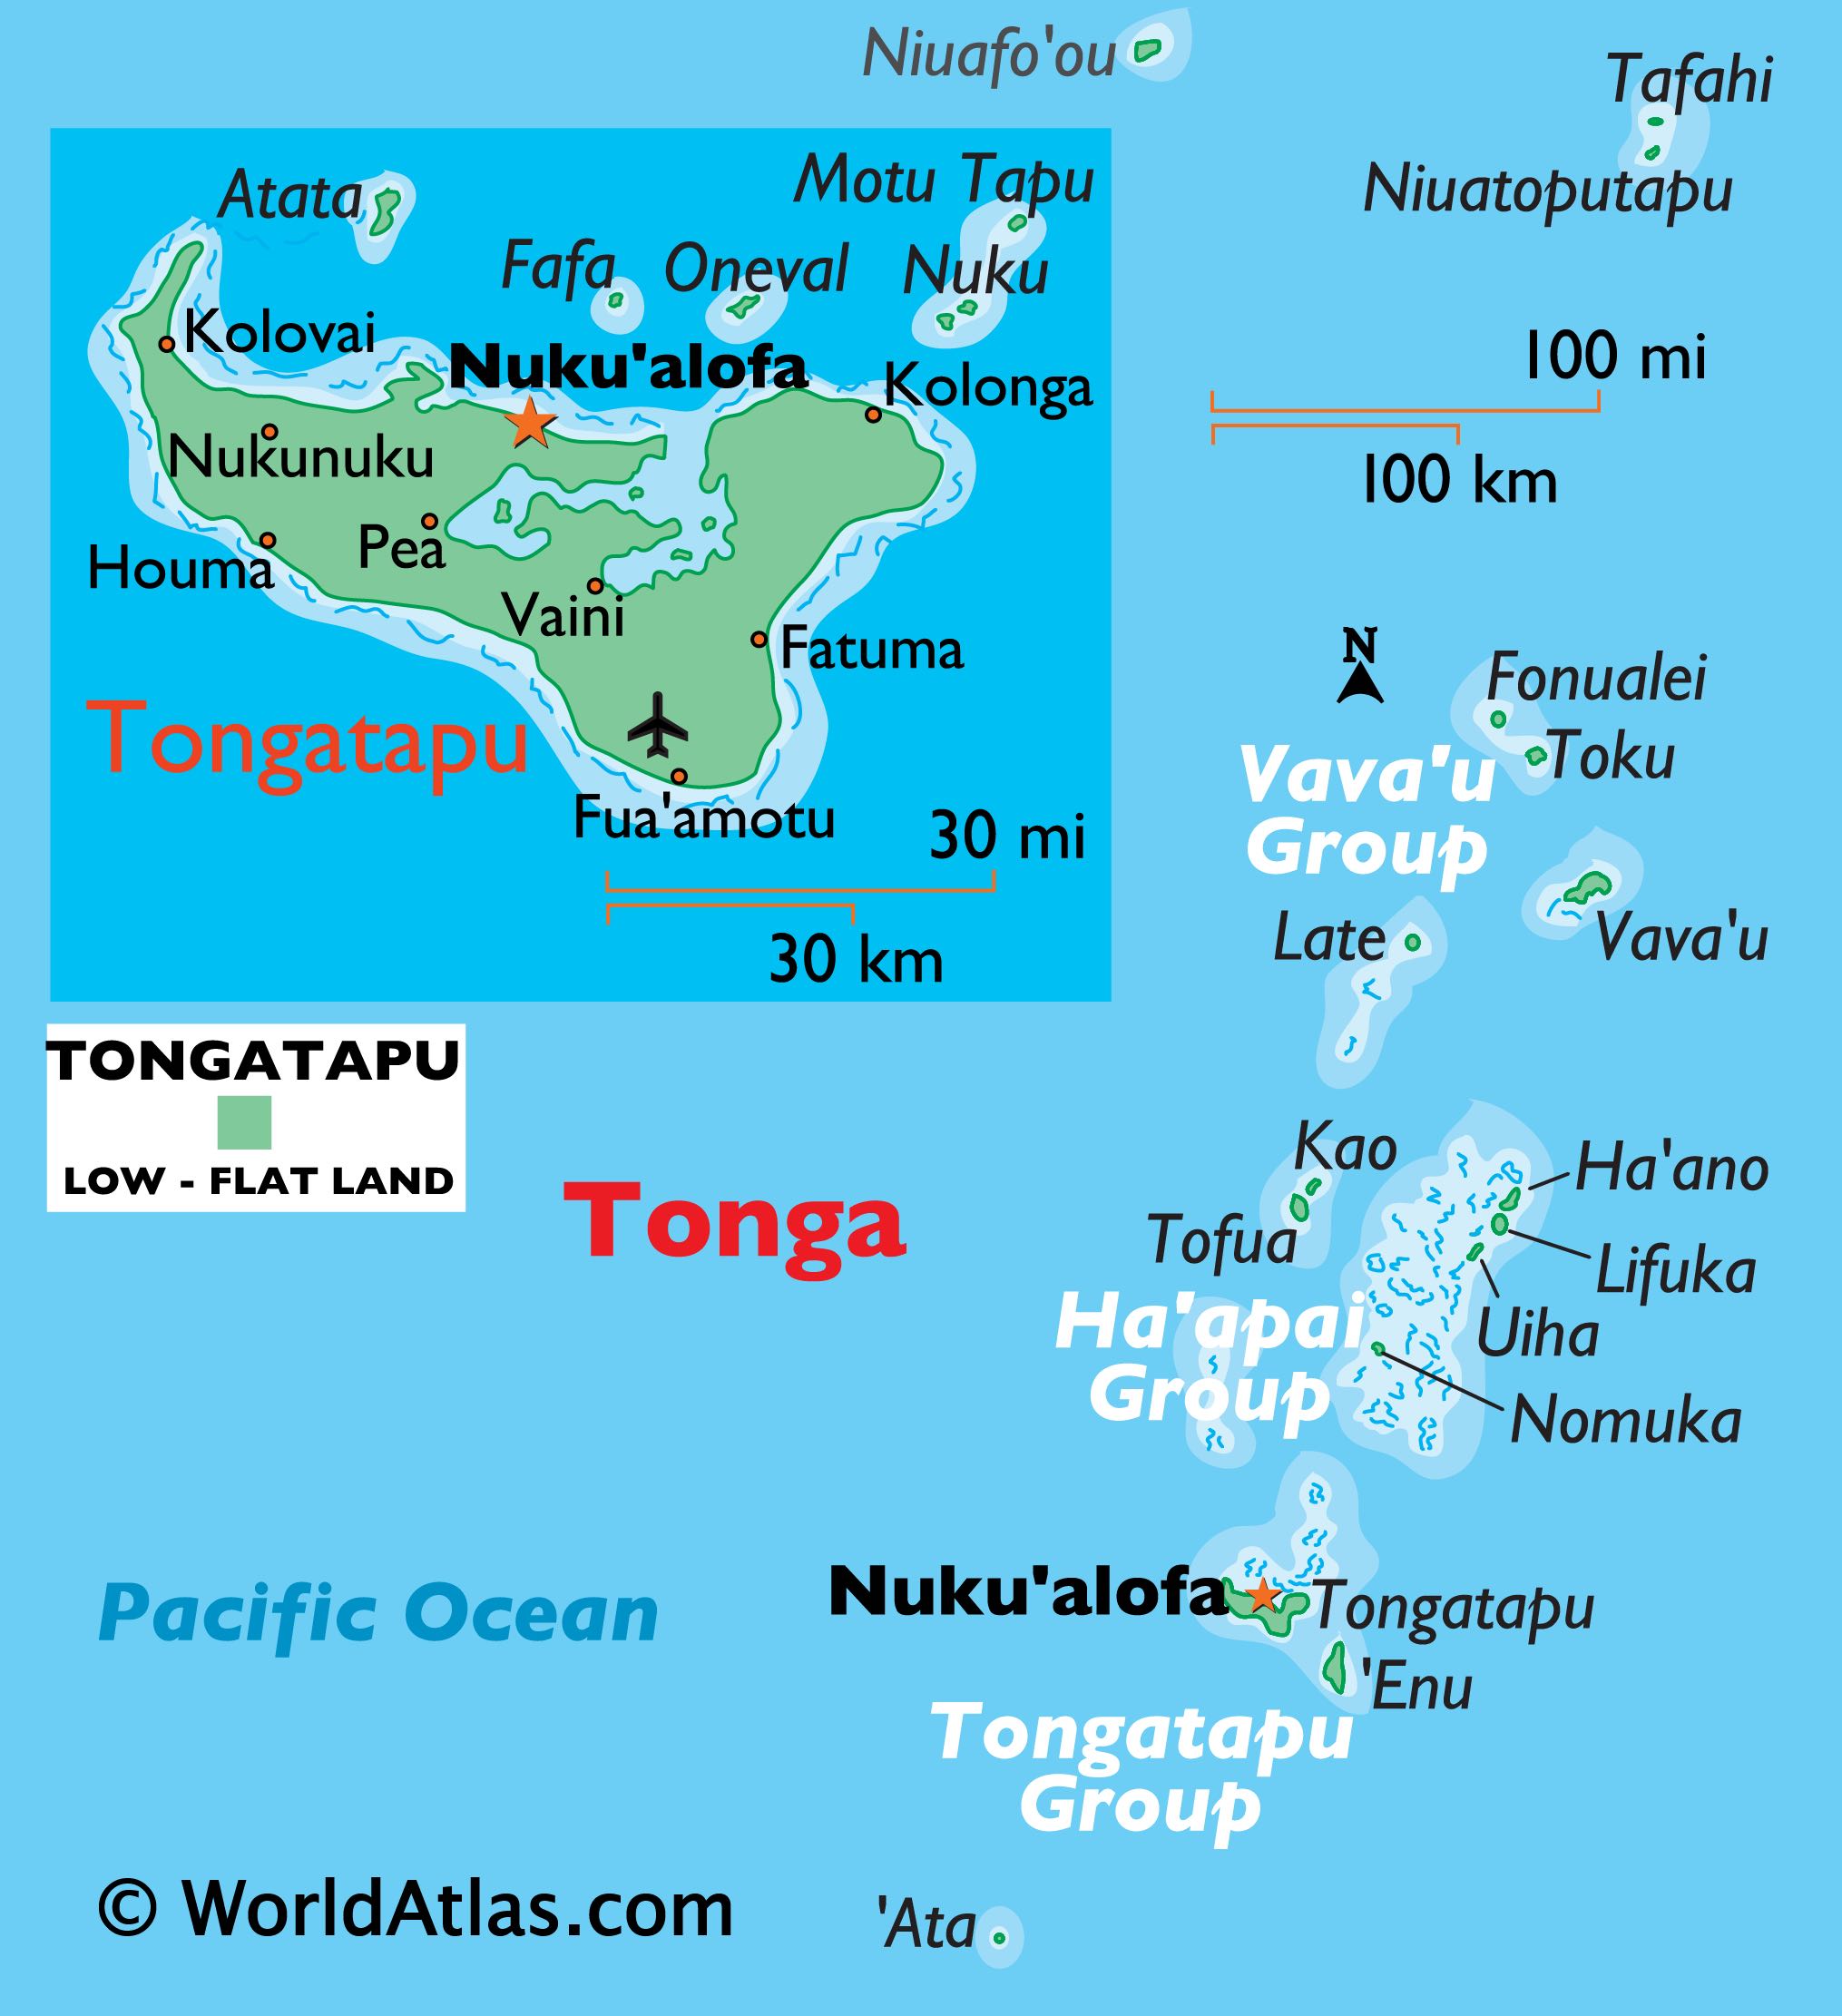 Niuafo'ou
Tafahi
Niuatoputapu
Atata
Motu Tapu
Fafa
Oneval
Nuku
Kolovai
Nuku'alofa
Kolonga
Nukunuku
Pea
Houma
Vaini
Fatuma
Tongatapu
Fua'amotu
30 mi
30 km
100 mi
100 km
N
Fonualei
Toku
Vava'u
Group
Late
Vava'u
TONGATAPU
LOW - FLAT LAND
Tonga
Kao
Tofua
Ha'ano
Lifuka
Uiha
Ha'apai
Group
Nomuka
Pacific Ocean
Nuku'alofa
Tongatapu
'Enu
Tongatapu
Group
'Ata
© WorldAtlas.com